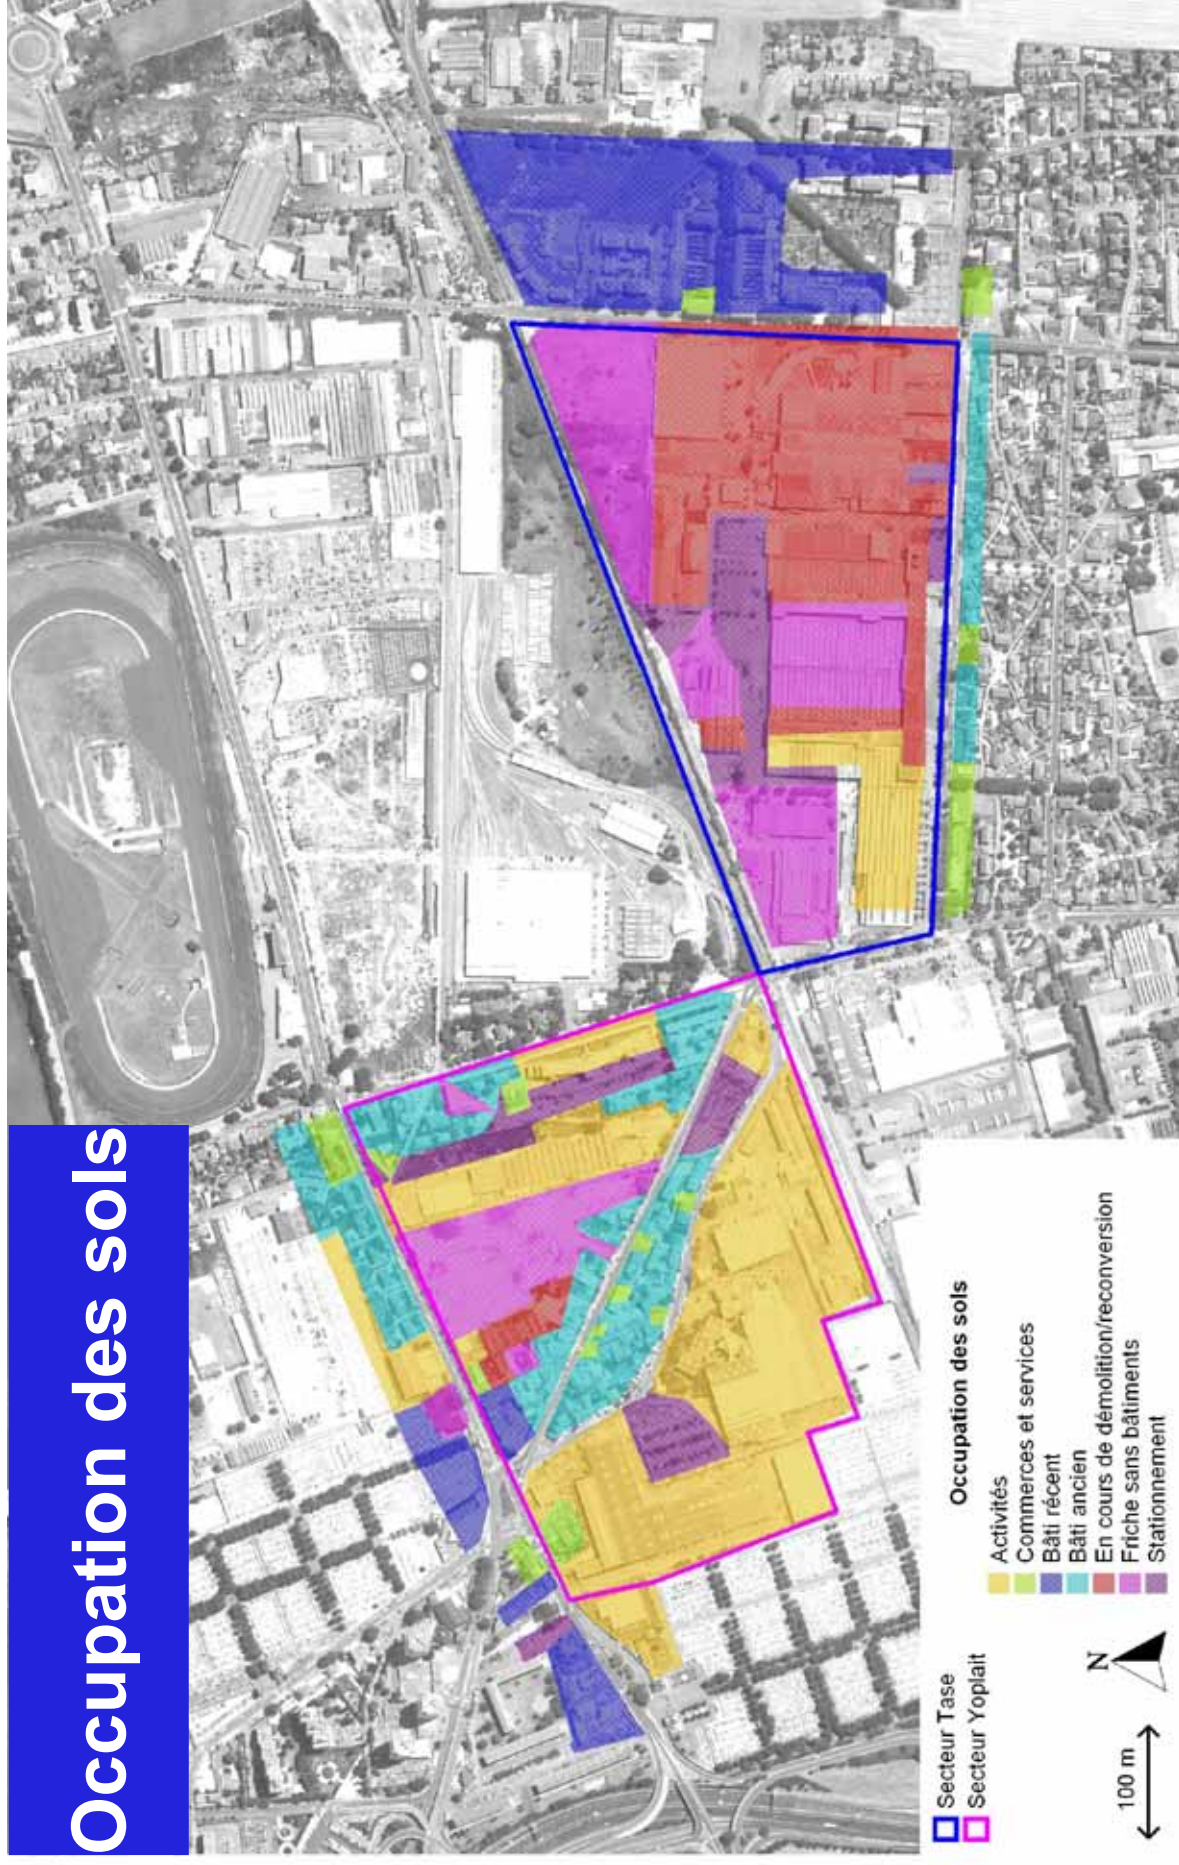 Occupation des sols
Secteur Tase
Secteur Yoplait
Occupation des sols
Activités
Commerces et services
Bâti récent
Bâti ancien
En cours de démolition/reconversion
Friche sans bâtiments
Stationnement
100 m
N